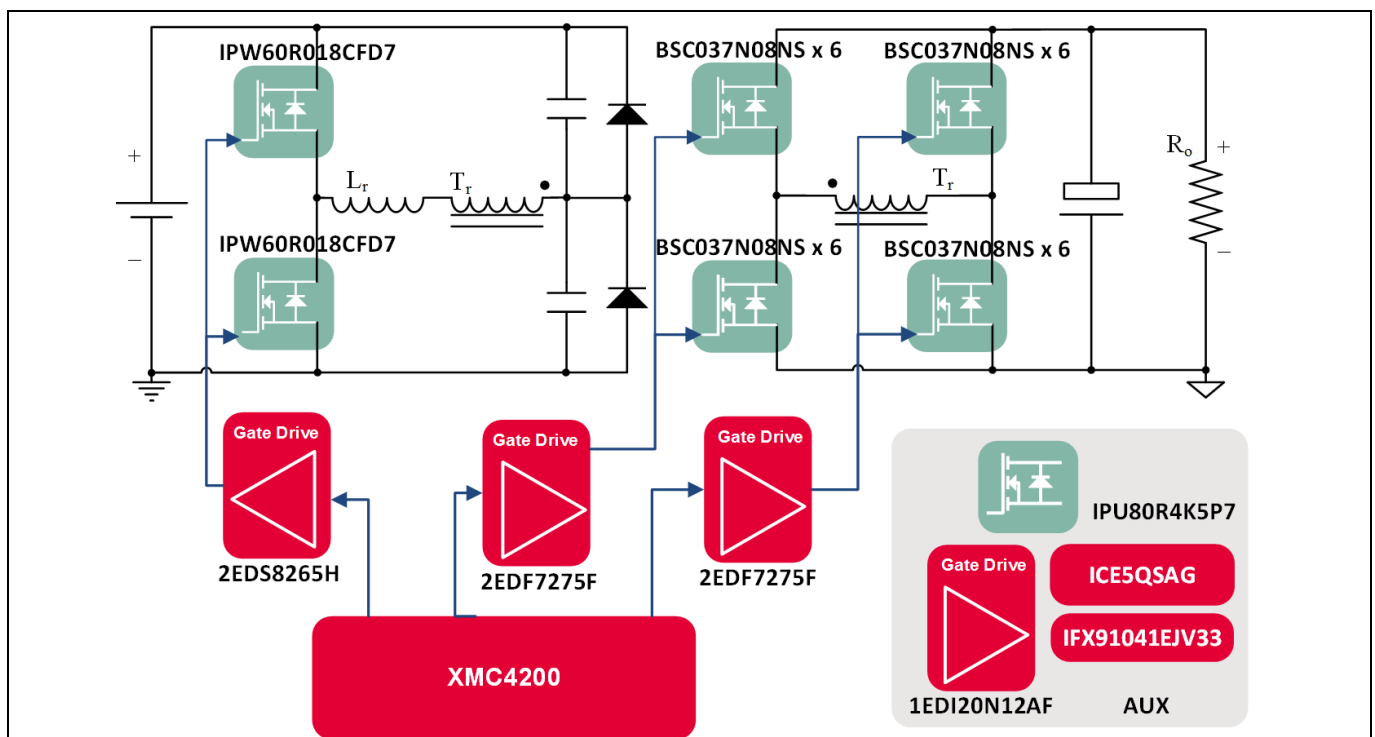 IPW60R018CFD7
BSC037N08NS x 6
BSC037N08NS x 6
+
Lr
Tr
Tr
Ro
+
−
−
IPW60R018CFD7
BSC037N08NS x 6
BSC037N08NS x 6
Gate Drive
2EDS8265H
Gate Drive
2EDF7275F
Gate Drive
2EDF7275F
XMC4200
IPU80R4K5P7
Gate Drive
1EDI20N12AF
ICE5QSAG
IFX91041EJV33
AUX